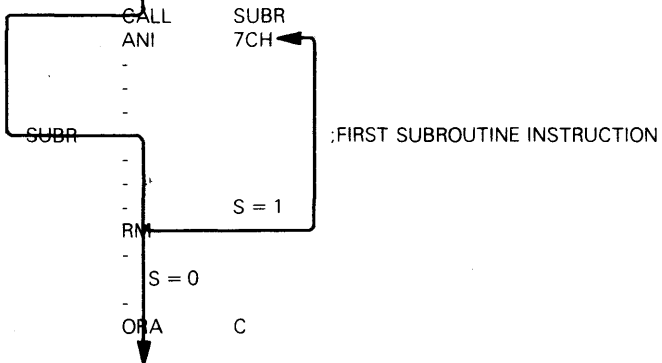 CALL SUBR
ANI 7CH
-
-
-
SUBR ;FIRST SUBROUTINE INSTRUCTION
-
-
- S = 1
RM
-
S = 0
-
ORA C